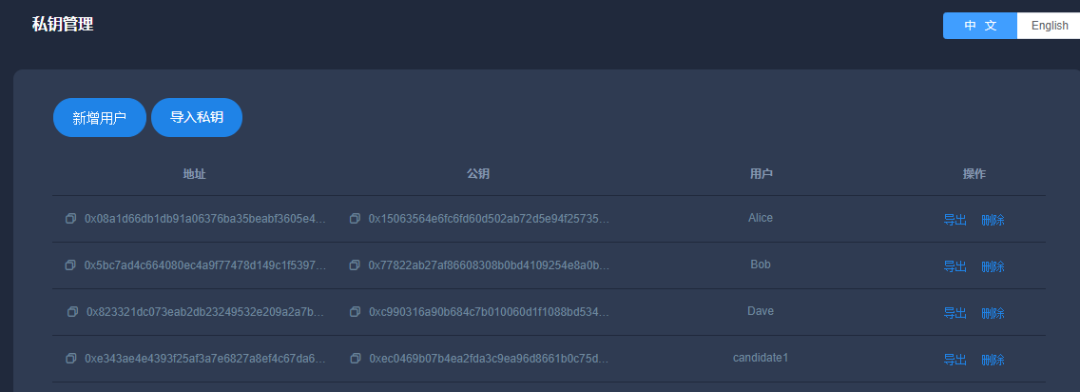 私钥管理
中 文 English
新增用户 导入私钥
地址 公钥 用户 操作
0x08a1d66db1db91a06376ba35beabf3605e4... 0x15063564e6fc6fd60d502ab72d5e94f25735... Alice 导出 删除
0x5bc7ad4c664080ec4a9f77478d149c1f5397... 0x77822ab27af86608308b0bd4109254e8a0b... Bob 导出 删除
0x823321dc073eab2db23249532e209a2a7b... 0xc990316a90b684c7b010060d1f1088bd534... Dave 导出 删除
0xe343ae4e4393f25af3a7e6827a8ef4c67da6... 0xec0469b07b4ea2fda3c9ea96d8661b0c75d... candidate1 导出 删除